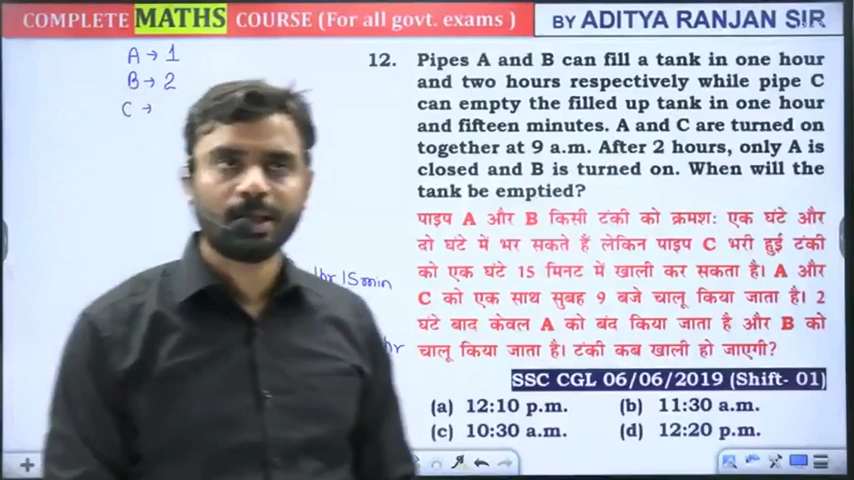 COMPLETE MATHS COURSE (For all govt. exams)
BY ADITYA RANJAN SIR
A → 1
B → 2
C →
hr 15min
hr
12. Pipes A and B can fill a tank in one hour
and two hours respectively while pipe C
can empty the filled up tank in one hour
and fifteen minutes. A and C are turned on
together at 9 a.m. After 2 hours, only A is
closed and B is turned on. When will the
tank be emptied?
पाइप A और B किसी टंकी को क्रमश: एक घंटे और
दो घंटे में भर सकते हैं लेकिन पाइप C भरी हुई टंकी
को एक घंटे 15 मिनट में खाली कर सकता है। A और
C को एक साथ सुबह 9 बजे चालू किया जाता है। 2
घंटे बाद केवल A को बंद किया जाता है और B को
चालू किया जाता है। टंकी कब खाली हो जाएगी?
SSC CGL 06/06/2019 (Shift- 01)
(a) 12:10 p.m. (b) 11:30 a.m.
(c) 10:30 a.m. (d) 12:20 p.m.